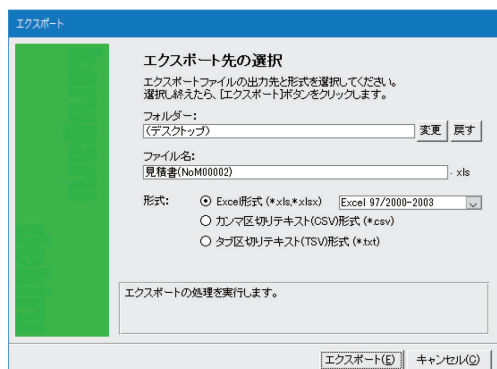 エクスポート
エクスポート先の選択
エクスポートファイルの出力先と形式を選択してください。
選択し終えたら、[エクスポート]ボタンをクリックします。
フォルダー:
(デスクトップ) 変更 戻す
ファイル名:
見積書(NoM00002) . xls
形式: Excel形式 (*.xls,*.xlsx) Excel 97/2000-2003
カンマ区切りテキスト(CSV)形式 (*.csv)
タブ区切りテキスト(TSV)形式 (*.txt)
エクスポートの処理を実行します。
エクスポート(E) キャンセル(C)